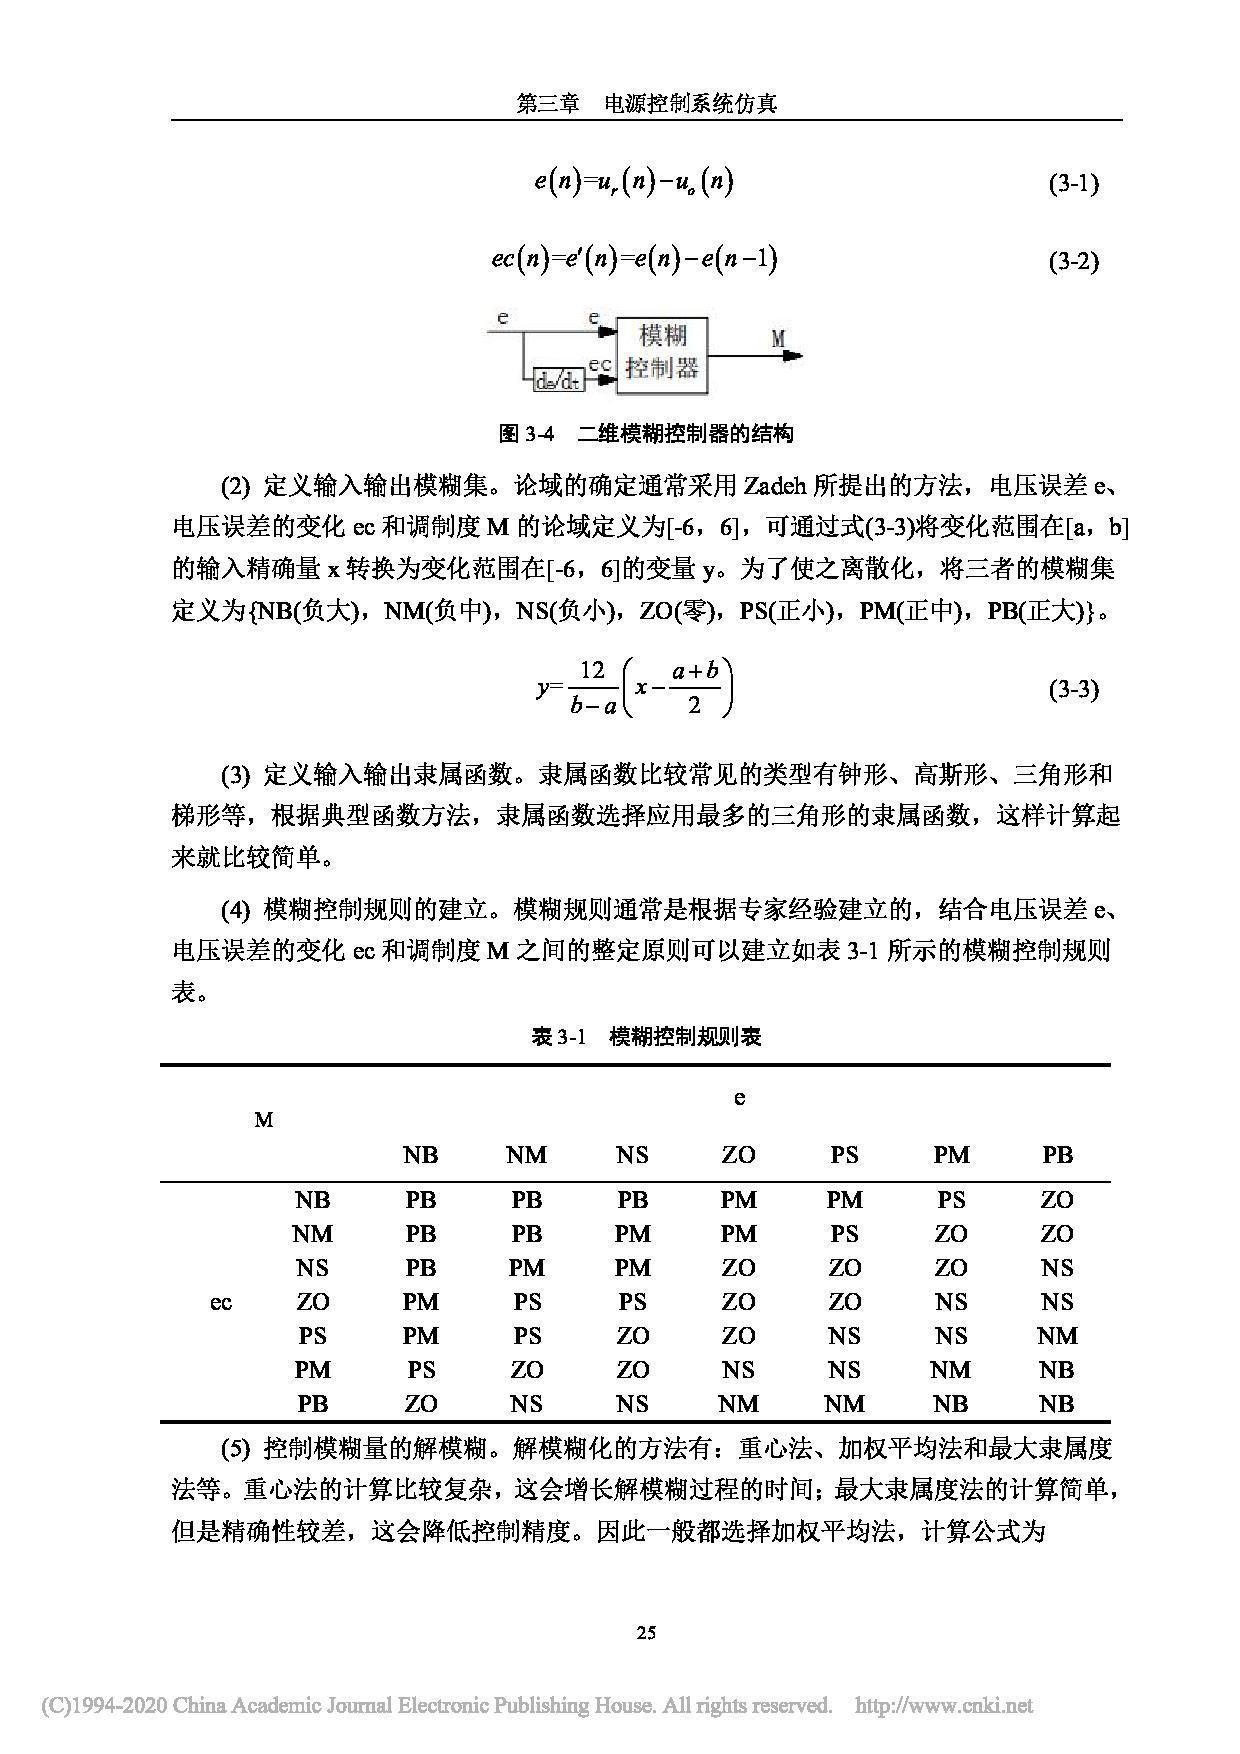 第三章　电源控制系统仿真
e(n)=u_r(n)−u_o(n) (3-1)
ec(n)=e′(n)=e(n)−e(n−1) (3-2)
e e 模糊 M
de/dt ec 控制器
图 3-4　二维模糊控制器的结构
(2) 定义输入输出模糊集。论域的确定通常采用 Zadeh 所提出的方法，电压误差 e、
电压误差的变化 ec 和调制度 M 的论域定义为[-6，6]，可通过式(3-3)将变化范围在[a，b]
的输入精确量 x 转换为变化范围在[-6，6]的变量 y。为了使之离散化，将三者的模糊集
定义为{NB(负大)，NM(负中)，NS(负小)，ZO(零)，PS(正小)，PM(正中)，PB(正大)}。
y=12/(b−a)(x−(a+b)/2) (3-3)
(3) 定义输入输出隶属函数。隶属函数比较常见的类型有钟形、高斯形、三角形和
梯形等，根据典型函数方法，隶属函数选择应用最多的三角形的隶属函数，这样计算起
来就比较简单。
(4) 模糊控制规则的建立。模糊规则通常是根据专家经验建立的，结合电压误差 e、
电压误差的变化 ec 和调制度 M 之间的整定原则可以建立如表 3-1 所示的模糊控制规则
表。
表 3-1　模糊控制规则表
e
M
NB NM NS ZO PS PM PB
NB PB PB PB PM PM PS ZO
NM PB PB PM PM PS ZO ZO
NS PB PM PM ZO ZO ZO NS
ec ZO PM PS PS ZO ZO NS NS
PS PM PS ZO ZO NS NS NM
PM PS ZO ZO NS NS NM NB
PB ZO NS NS NM NM NB NB
(5) 控制模糊量的解模糊。解模糊化的方法有：重心法、加权平均法和最大隶属度
法等。重心法的计算比较复杂，这会增长解模糊过程的时间；最大隶属度法的计算简单，
但是精确性较差，这会降低控制精度。因此一般都选择加权平均法，计算公式为
25
(C)1994-2020 China Academic Journal Electronic Publishing House. All rights reserved. http://www.cnki.net